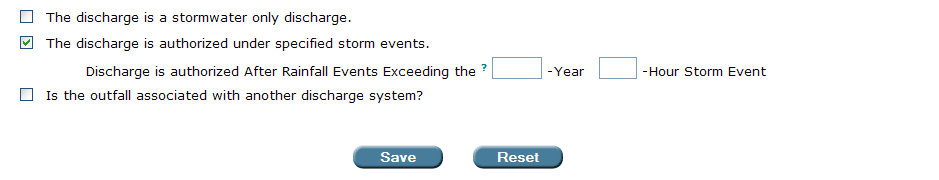 The discharge is a stormwater only discharge.
The discharge is authorized under specified storm events.
Discharge is authorized After Rainfall Events Exceeding the ? -Year -Hour Storm Event
Is the outfall associated with another discharge system?
Save Reset